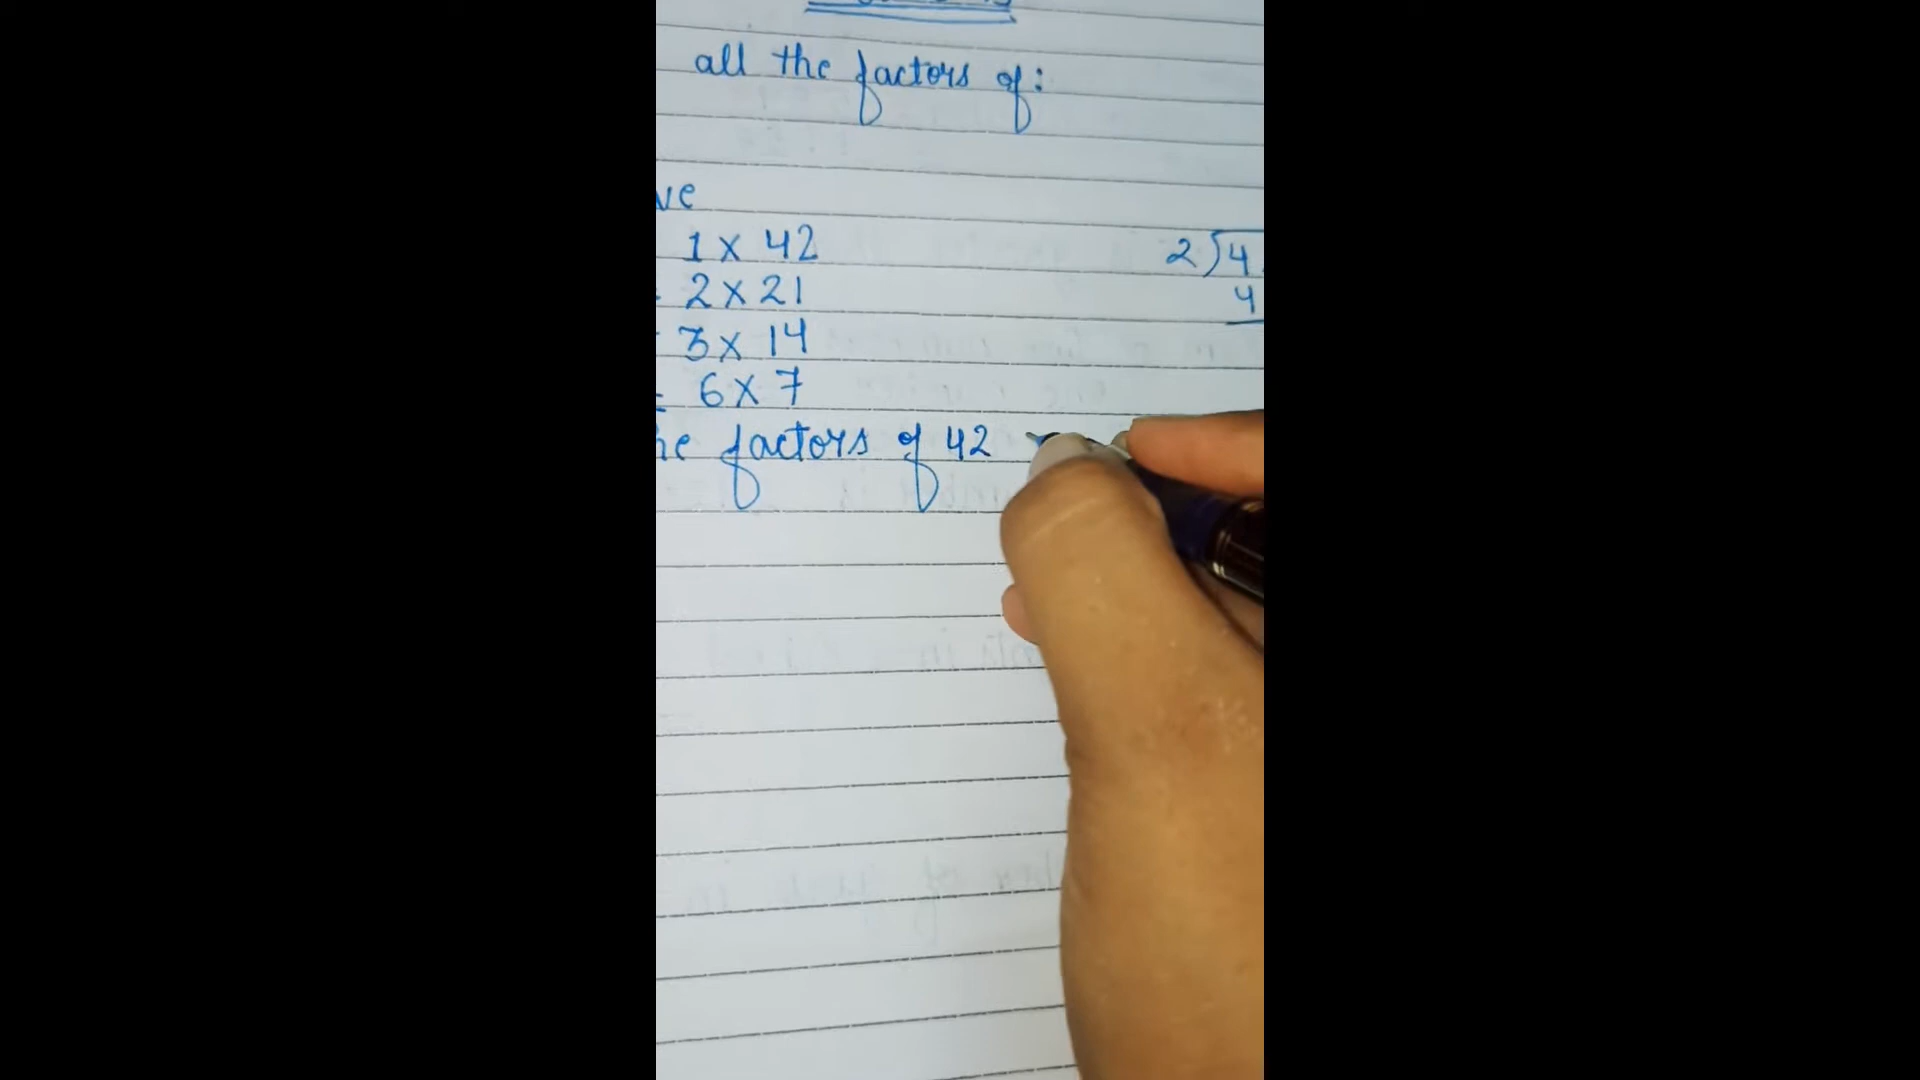 all the factors of:
ve
1 x 42
2 x 21
3 x 14
= 6 x 7
he factors of 42
2)4
4